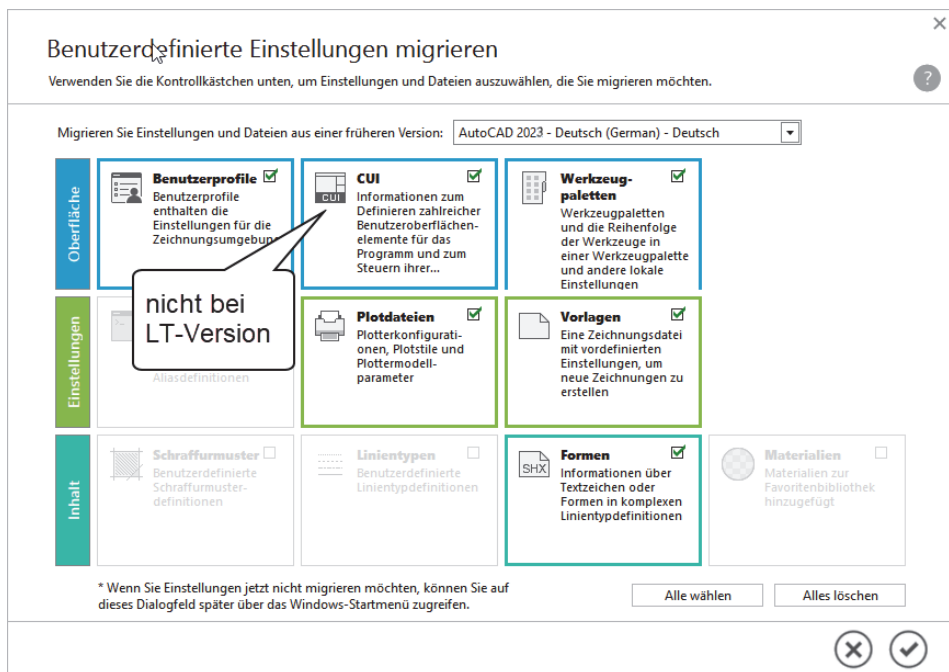 Benutzerdefinierte Einstellungen migrieren
Verwenden Sie die Kontrollkästchen unten, um Einstellungen und Dateien auszuwählen, die Sie migrieren möchten.
?
Migrieren Sie Einstellungen und Dateien aus einer früheren Version: AutoCAD 2023 - Deutsch (German) - Deutsch
Oberfläche
Benutzerprofile
Benutzerprofile
enthalten die
Einstellungen für die
Zeichnungsumgebun
CUI
CUI
Informationen zum
Definieren zahlreicher
Benutzeroberflächen-
elemente für das
Programm und zum
Steuern ihrer...
Werkzeug-
paletten
Werkzeugpaletten
und die Reihenfolge
der Werkzeuge in
einer Werkzeugpalette
und andere lokale
Einstellungen
nicht bei
LT-Version
Einstellungen
Aliasdefinitionen
Plotdateien
Plotterkonfigurati-
onen, Plotstile und
Plottermodell-
parameter
Vorlagen
Eine Zeichnungsdatei
mit vordefinierten
Einstellungen, um
neue Zeichnungen zu
erstellen
Inhalt
Schraffurmuster
Benutzerdefinierte
Schraffurmuster-
definitionen
Linientypen
Benutzerdefinierte
Linientypdefinitionen
SHX
Formen
Informationen über
Textzeichen oder
Formen in komplexen
Linientypdefinitionen
Materialien
Materialien zur
Favoritenbibliothek
hinzugefügt
* Wenn Sie Einstellungen jetzt nicht migrieren möchten, können Sie auf
dieses Dialogfeld später über das Windows-Startmenü zugreifen.
Alle wählen
Alles löschen